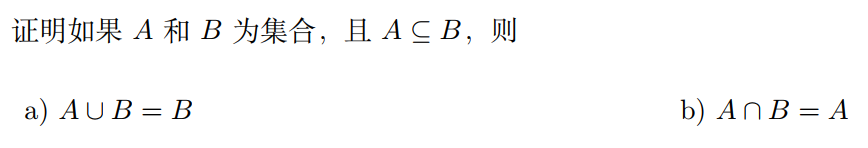 证明如果 A 和 B 为集合，且 A ⊆ B，则
a) A ∪ B = B b) A ∩ B = A